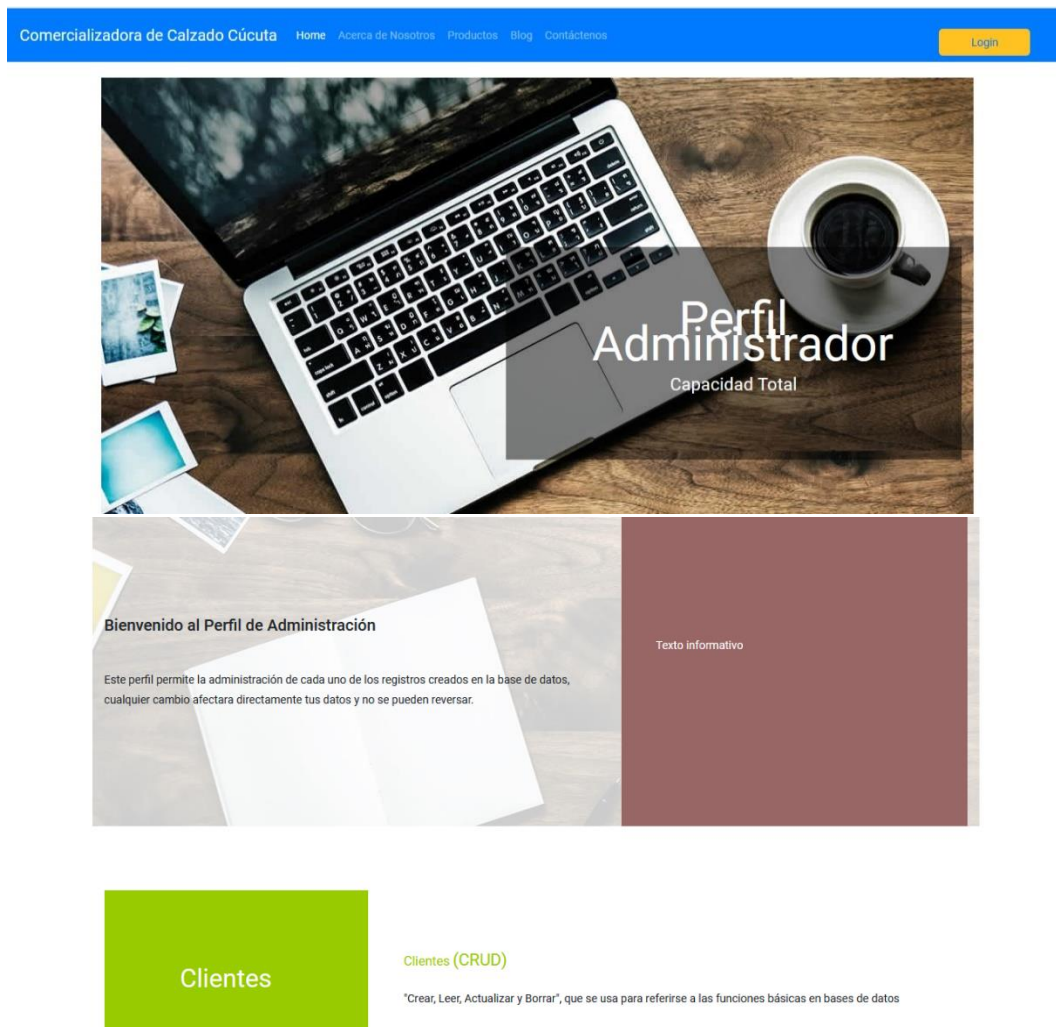 Comercializadora de Calzado Cúcuta Home Acerca de Nosotros Productos Blog Contáctenos Login
Perfil
Administrador
Capacidad Total
Bienvenido al Perfil de Administración
Texto informativo
Este perfil permite la administración de cada uno de los registros creados en la base de datos,
cualquier cambio afectara directamente tus datos y no se pueden reversar.
Clientes
Clientes (CRUD)
"Crear, Leer, Actualizar y Borrar", que se usa para referirse a las funciones básicas en bases de datos